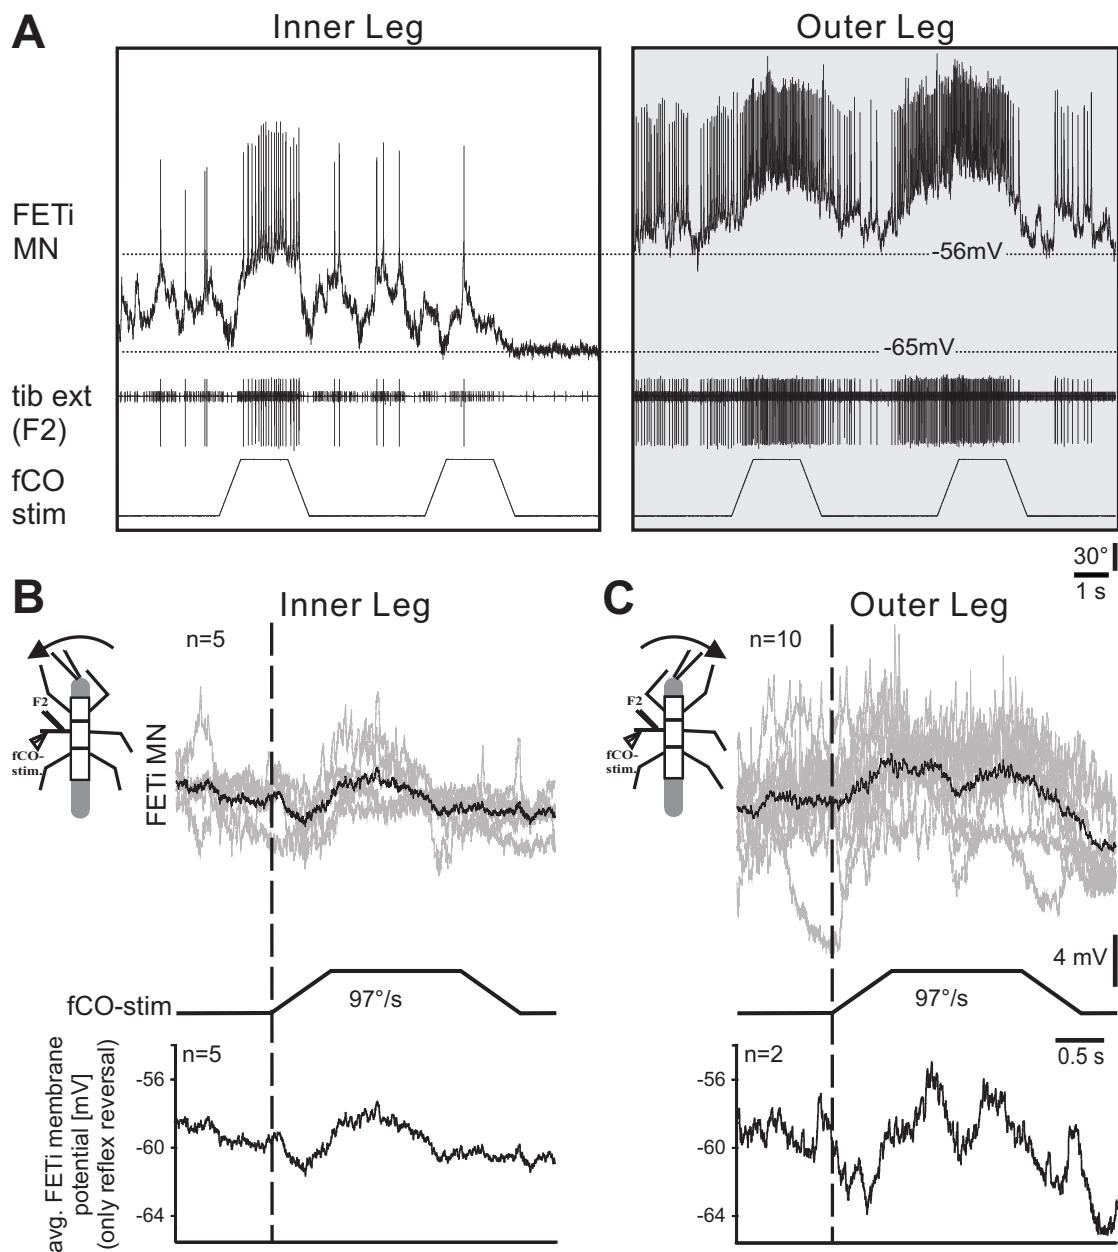 A
Inner Leg
Outer Leg
FETi
MN
-56mV
-65mV
tib ext
(F2)
fCO
stim
30°
1 s
B
Inner Leg
n=5
F2
fCO-
stim.
FETi MN
C
Outer Leg
n=10
F2
fCO-
stim.
4 mV
fCO-stim
97°/s
97°/s
0.5 s
avg. FETi membrane
potential [mV]
(only reflex reversal)
n=5
-56
-60
-64
n=2
-56
-60
-64